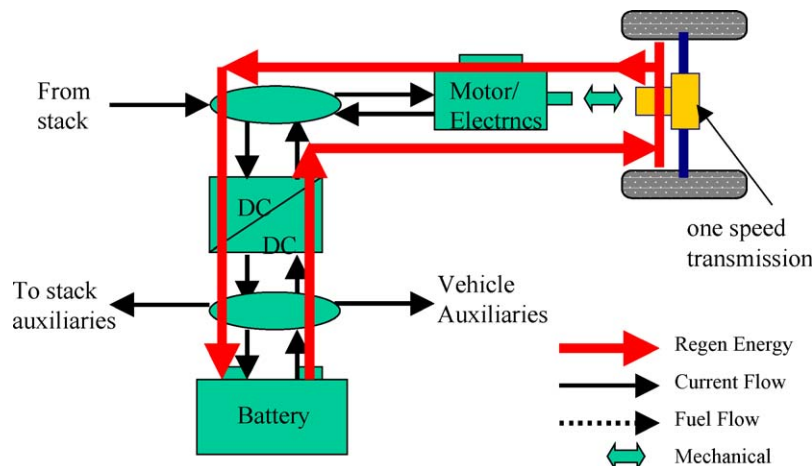 From
stack
Motor/
Electrncs
DC
DC
one speed
transmission
To stack
auxiliaries
Vehicle
Auxiliaries
Battery
Regen Energy
Current Flow
Fuel Flow
Mechanical